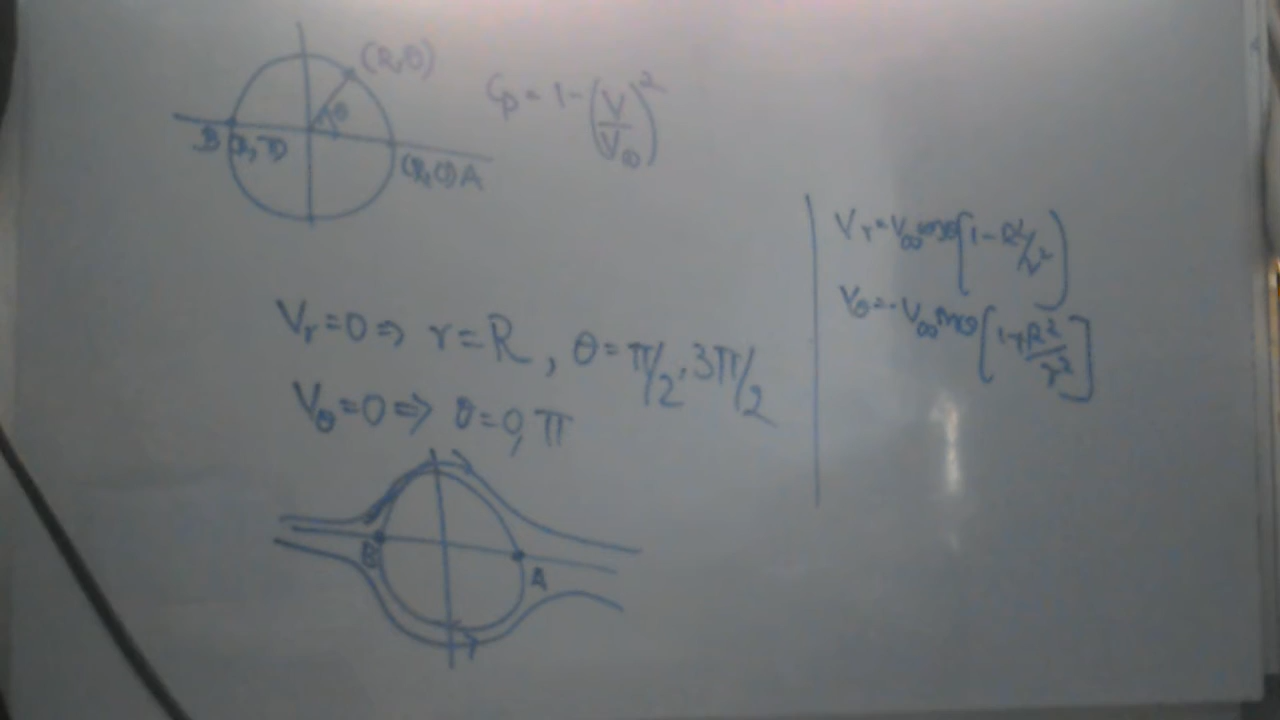 (R,θ)
Cp = 1 - (V/V∞)²
θ
B (R,π)
(R,0) A
Vr = V∞ cosθ [1 - R²/r²]
Vθ = -V∞ sinθ [1 + R²/r²]
Vr = 0 ⇒ r = R, θ = π/2, 3π/2
Vθ = 0 ⇒ θ = 0, π
B
A